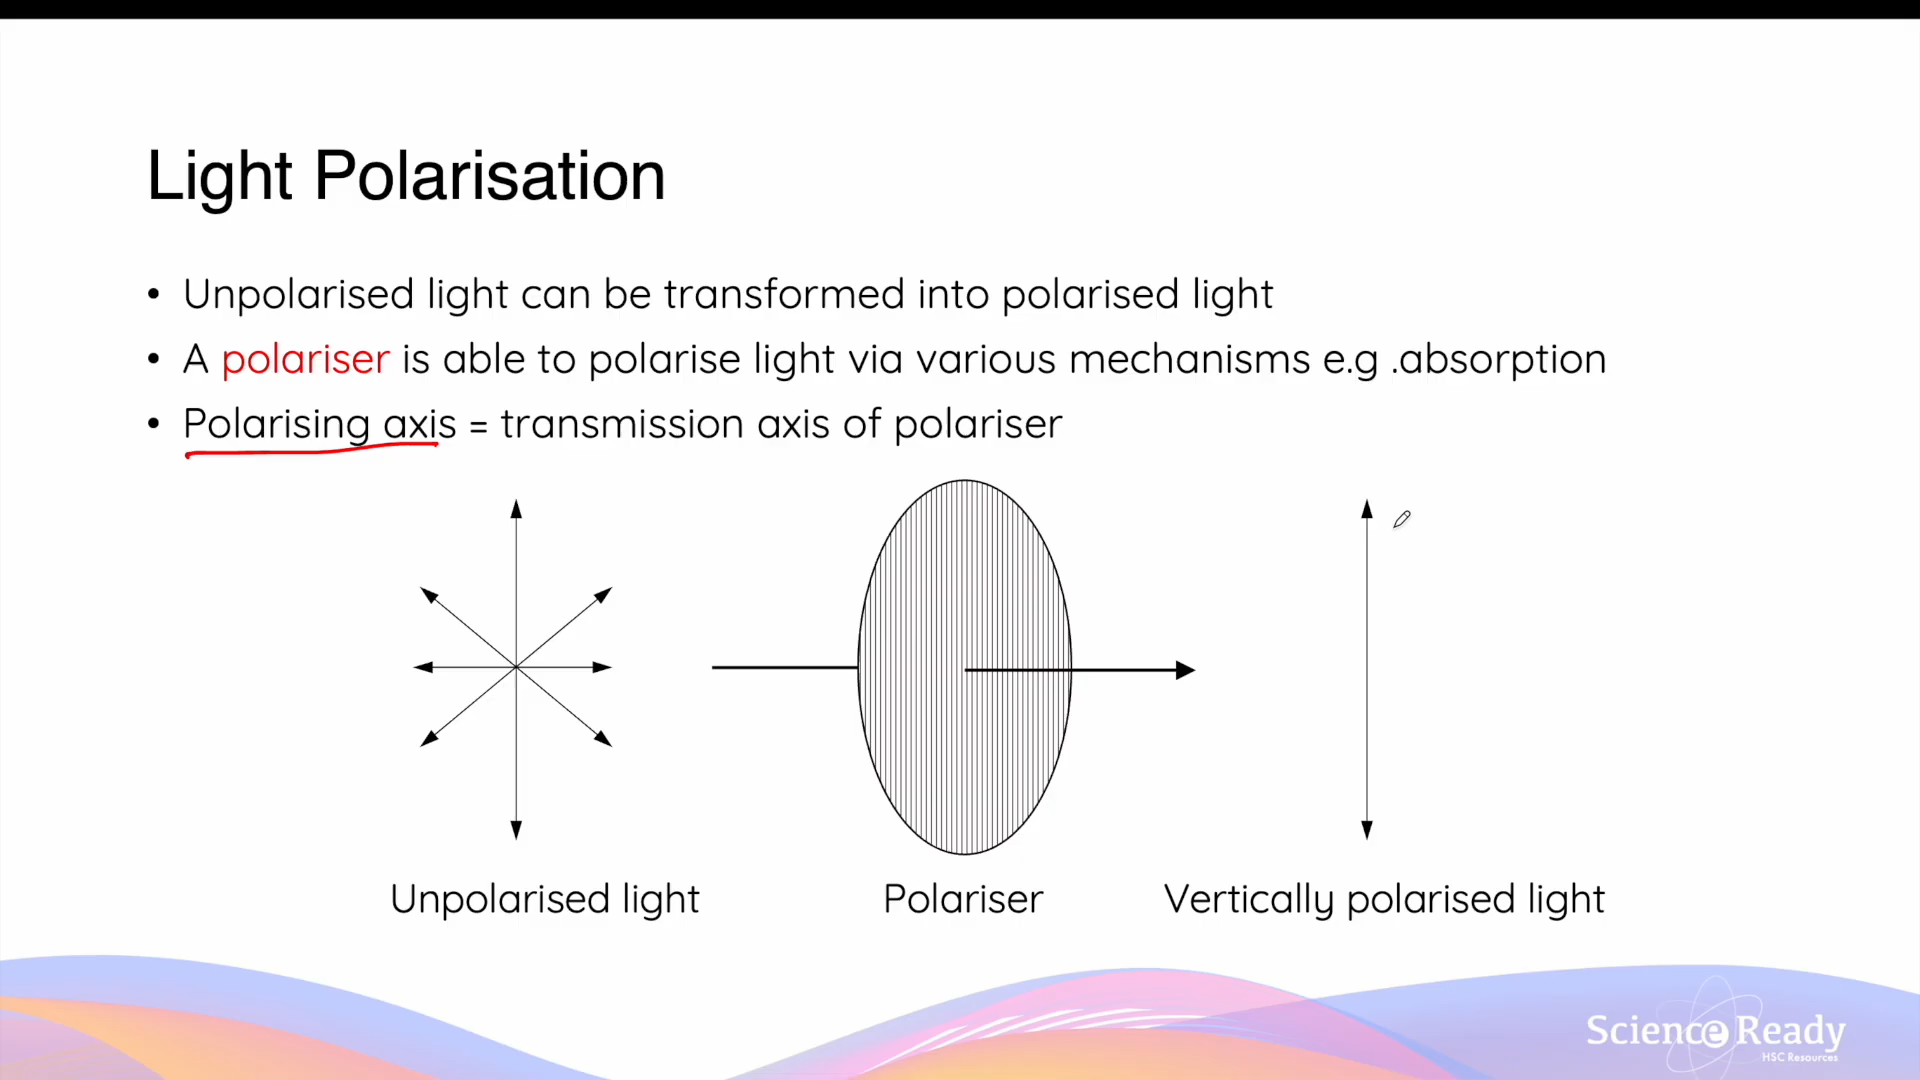 Light Polarisation
• Unpolarised light can be transformed into polarised light
• A polariser is able to polarise light via various mechanisms e.g .absorption
• Polarising axis = transmission axis of polariser
Unpolarised light
Polariser
Vertically polarised light
Science Ready
HSC Resources